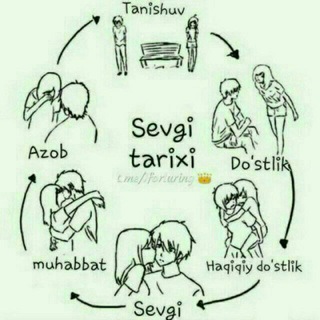 Tanishuv
Do'stlik
Haqiqiy do'stlik
Sevgi
muhabbat
Azob
Sevgi
tarixi